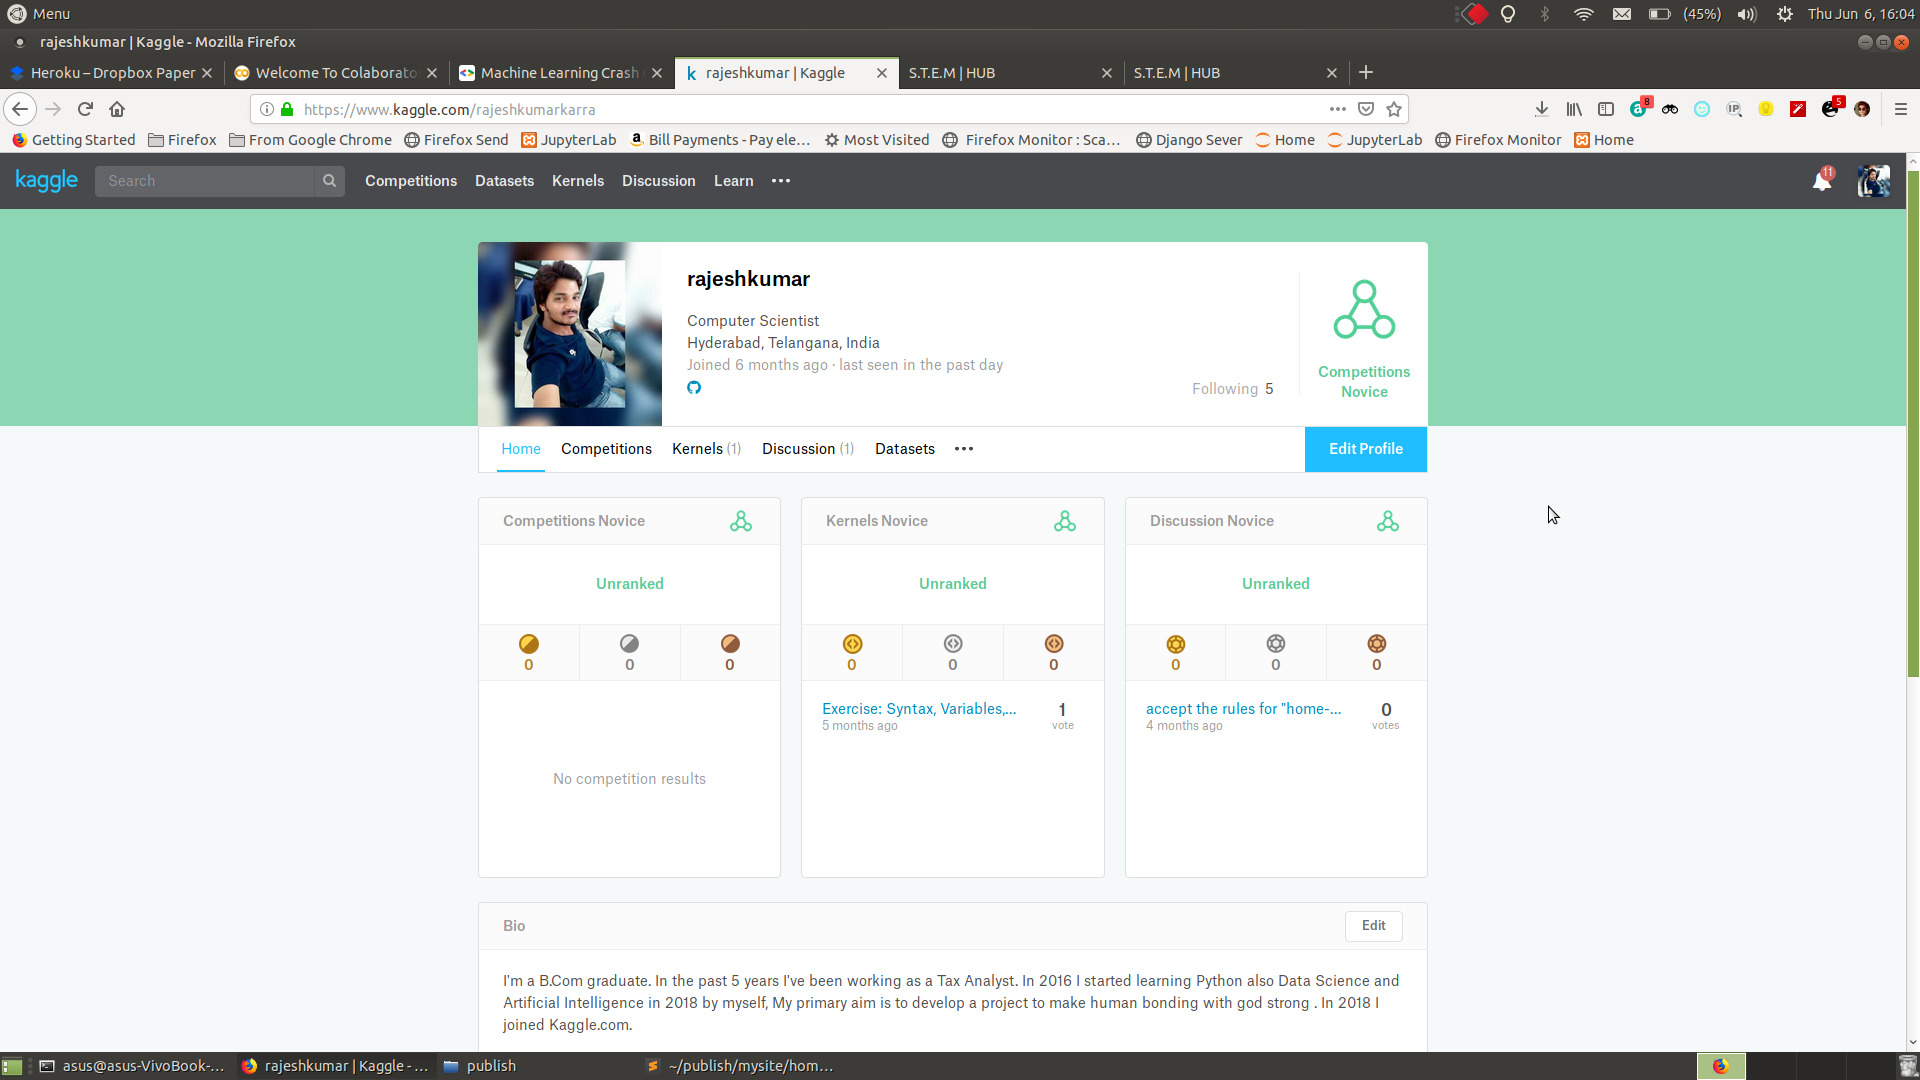 Menu
(45%)
Thu Jun 6, 16:04
rajeshkumar | Kaggle - Mozilla Firefox
Heroku – Dropbox Paper
Welcome To Colaborato
Machine Learning Crash
rajeshkumar | Kaggle
S.T.E.M | HUB
S.T.E.M | HUB
https://www.kaggle.com/rajeshkumarkarra
8
IP
5
Getting Started
Firefox
From Google Chrome
Firefox Send
JupyterLab
Bill Payments - Pay ele…
Most Visited
Firefox Monitor : Sca…
Django Sever
Home
JupyterLab
Firefox Monitor
Home
kaggle
Search
Competitions
Datasets
Kernels
Discussion
Learn
11
rajeshkumar
Computer Scientist
Hyderabad, Telangana, India
Joined 6 months ago · last seen in the past day
Following 5
Competitions
Novice
Home
Competitions
Kernels (1)
Discussion (1)
Datasets
Edit Profile
Competitions Novice
Unranked
0
0
0
No competition results
Kernels Novice
Unranked
0
0
0
Exercise: Syntax, Variables,...
5 months ago
1
vote
Discussion Novice
Unranked
0
0
0
accept the rules for "home-...
4 months ago
0
votes
Bio
Edit
I'm a B.Com graduate. In the past 5 years I've been working as a Tax Analyst. In 2016 I started learning Python also Data Science and
Artificial Intelligence in 2018 by myself, My primary aim is to develop a project to make human bonding with god strong . In 2018 I
joined Kaggle.com.
asus@asus-VivoBook-...
rajeshkumar | Kaggle - ...
publish
~/publish/mysite/hom...